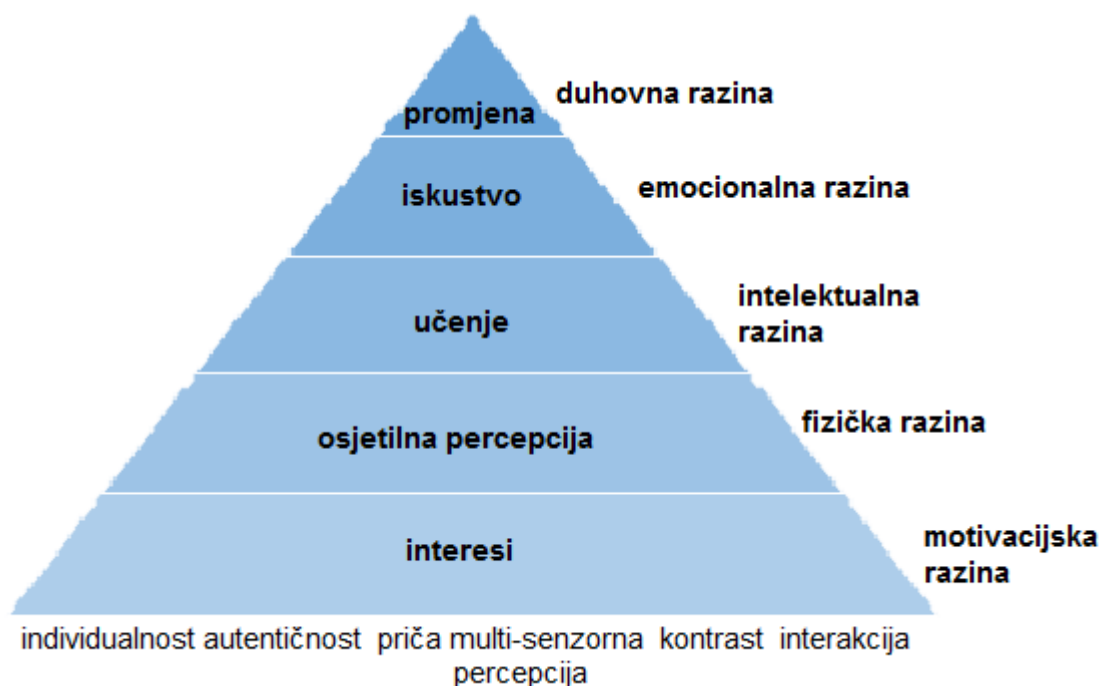 duhovna razina
promjena
emocionalna razina
iskustvo
intelektualna
razina
učenje
fizička razina
osjetilna percepcija
motivacijska
razina
interesi
individualnost autentičnost priča multi-senzorna kontrast interakcija
percepcija